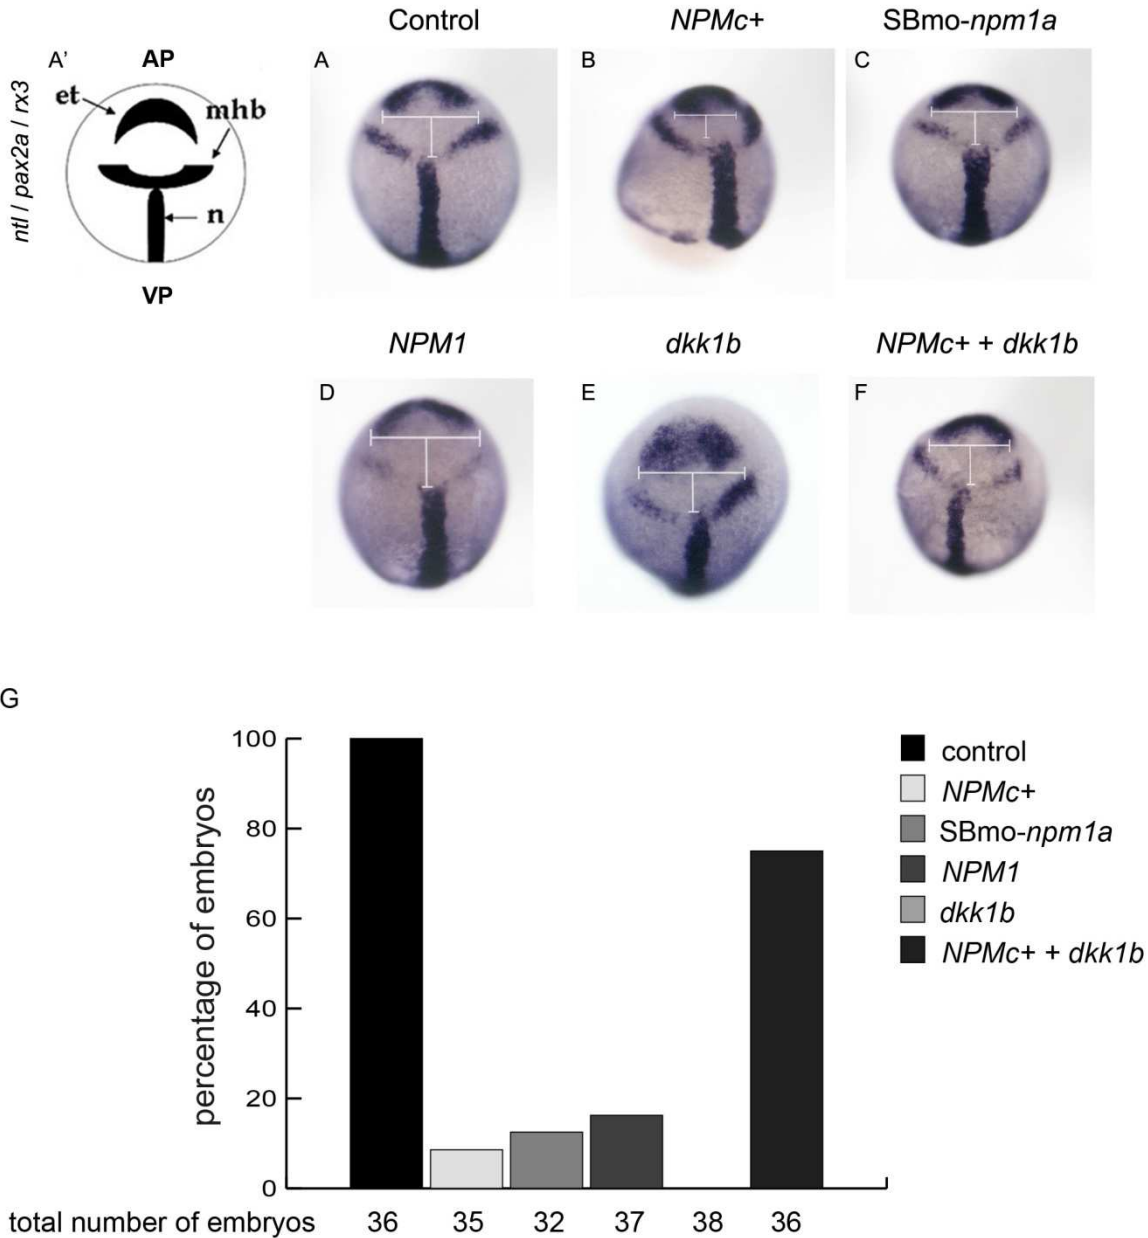 Control
NPMc+
SBmo-npm1a
A'
AP
A
B
C
et
mhb
n
VP
ntl / pax2a / rx3
NPM1
dkk1b
NPMc+ + dkk1b
D
E
F
G
percentage of embryos
100
80
60
40
20
0
control
NPMc+
SBmo-npm1a
NPM1
dkk1b
NPMc+ + dkk1b
total number of embryos 36 35 32 37 38 36